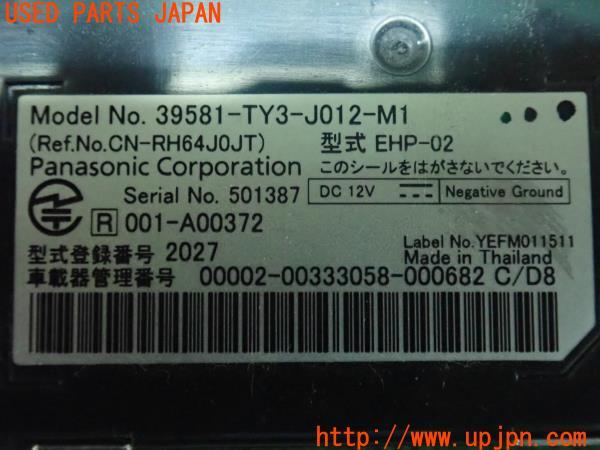 USED PARTS JAPAN
Model No. 39581-TY3-J012-M1
(Ref.No.CN-RH64J0JT) 型式 EHP-02
Panasonic Corporation このシールをはがさないでください。
Serial No. 501387 DC 12V Negative Ground
R 001-A00372
型式登録番号 2027 Label No.YEFM011511
Made in Thailand
車載器管理番号 00002-00333058-000682 C/D8
USED PARTS JAPAN
http://www.upjpn.com